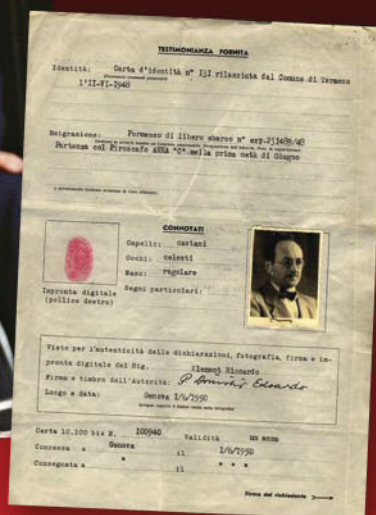 TESTIMONIANZA FORNITA
Identità: Carta d'identità n° 131 rilasciata dal Comune di Termeno
l'II-VI-1948
Emigrazione: Permesso di libero sbarco n° exp.231489/48
Partenza col Piroscafo ANNA "C" nella prima metà di Giugno
CONNOTATI
Capelli: castani
Occhi: celesti
Naso: regolare
Segni particolari:
Impronta digitale
(pollice destro)
Visto per l'autenticità delle dichiarazioni, fotografia, firma e im-
pronta digitale del Sig. Klement Riccardo
Firma e timbro dell'Autorità: Edoardo
Luogo e data: Genova 1/6/1950
Carta 10.100 bis N. 100940 Validità un anno
Concessa a Genova il 1/6/1950
Consegnata a " il " " "
Firma del richiedente